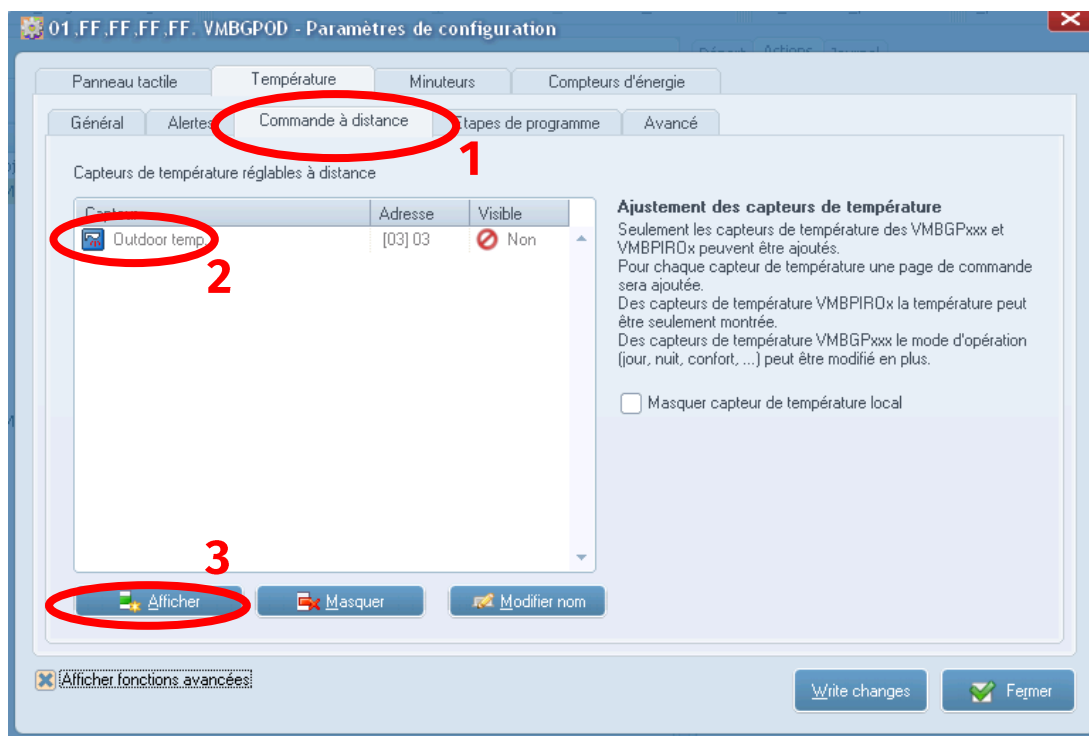 01,FF,FF,FF,FF. VMBGPOD - Paramètres de configuration
Actions
Panneau tactile Température Minuteurs Compteurs d'énergie
Général Alertes Commande à distance Etapes de programme Avancé
1
Capteurs de température réglables à distance
Capteur Adresse Visible
Outdoor temp. [03] 03 Non
2
Ajustement des capteurs de température
Seulement les capteurs de température des VMBGPxxx et
VMBPIROx peuvent être ajoutés.
Pour chaque capteur de température une page de commande
sera ajoutée.
Des capteurs de température VMBPIROx la température peut
être seulement montrée.
Des capteurs de température VMBGPxxx le mode d'opération
(jour, nuit, confort, ...) peut être modifié en plus.
Masquer capteur de température local
3
Afficher Masquer Modifier nom
Afficher fonctions avancées
Write changes Fermer